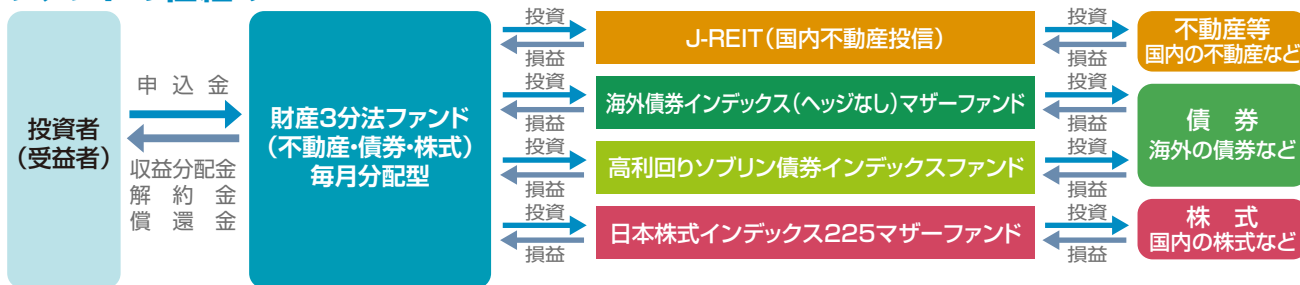 投資者
(受益者)
申込金
収益分配金
解約金
償還金
財産3分法ファンド
(不動産・債券・株式)
毎月分配型
投資
損益
J-REIT(国内不動産投信)
投資
損益
不動産等
国内の不動産など
投資
損益
海外債券インデックス(ヘッジなし)マザーファンド
投資
損益
債券
海外の債券など
投資
損益
高利回りソブリン債券インデックスファンド
投資
損益
投資
損益
日本株式インデックス225マザーファンド
投資
損益
株式
国内の株式など